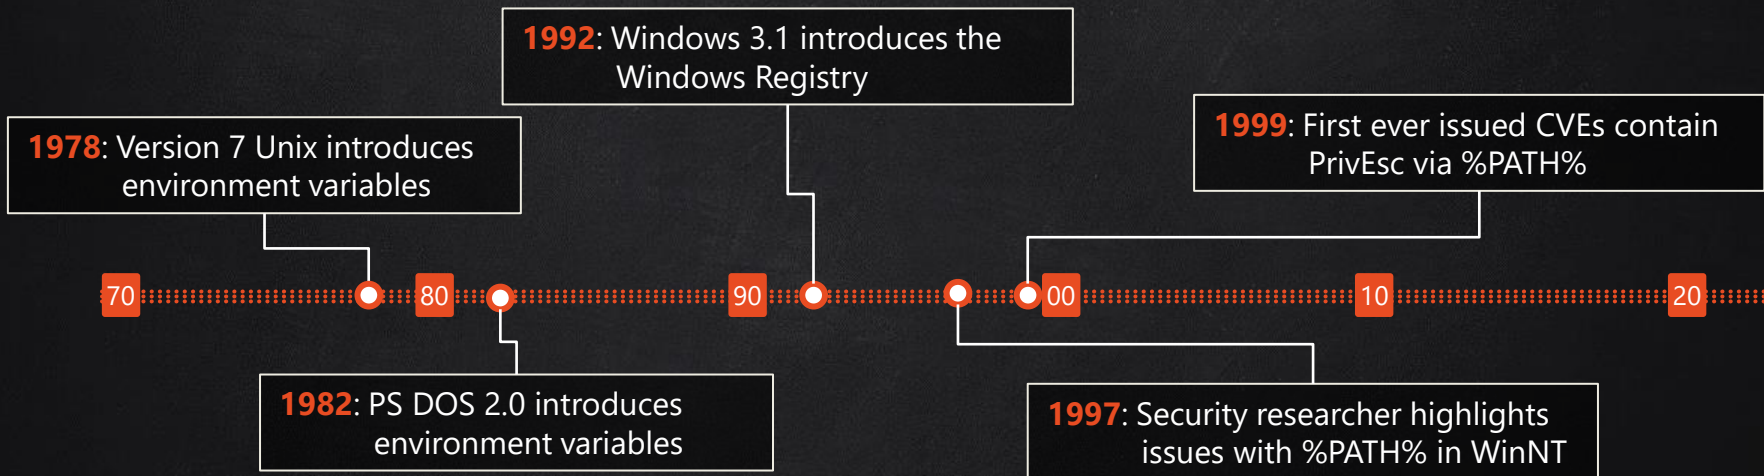 1992: Windows 3.1 introduces the
Windows Registry
1999: First ever issued CVEs contain
PrivEsc via %PATH%
1978: Version 7 Unix introduces
environment variables
70
80
90
00
10
20
1982: PS DOS 2.0 introduces
environment variables
1997: Security researcher highlights
issues with %PATH% in WinNT